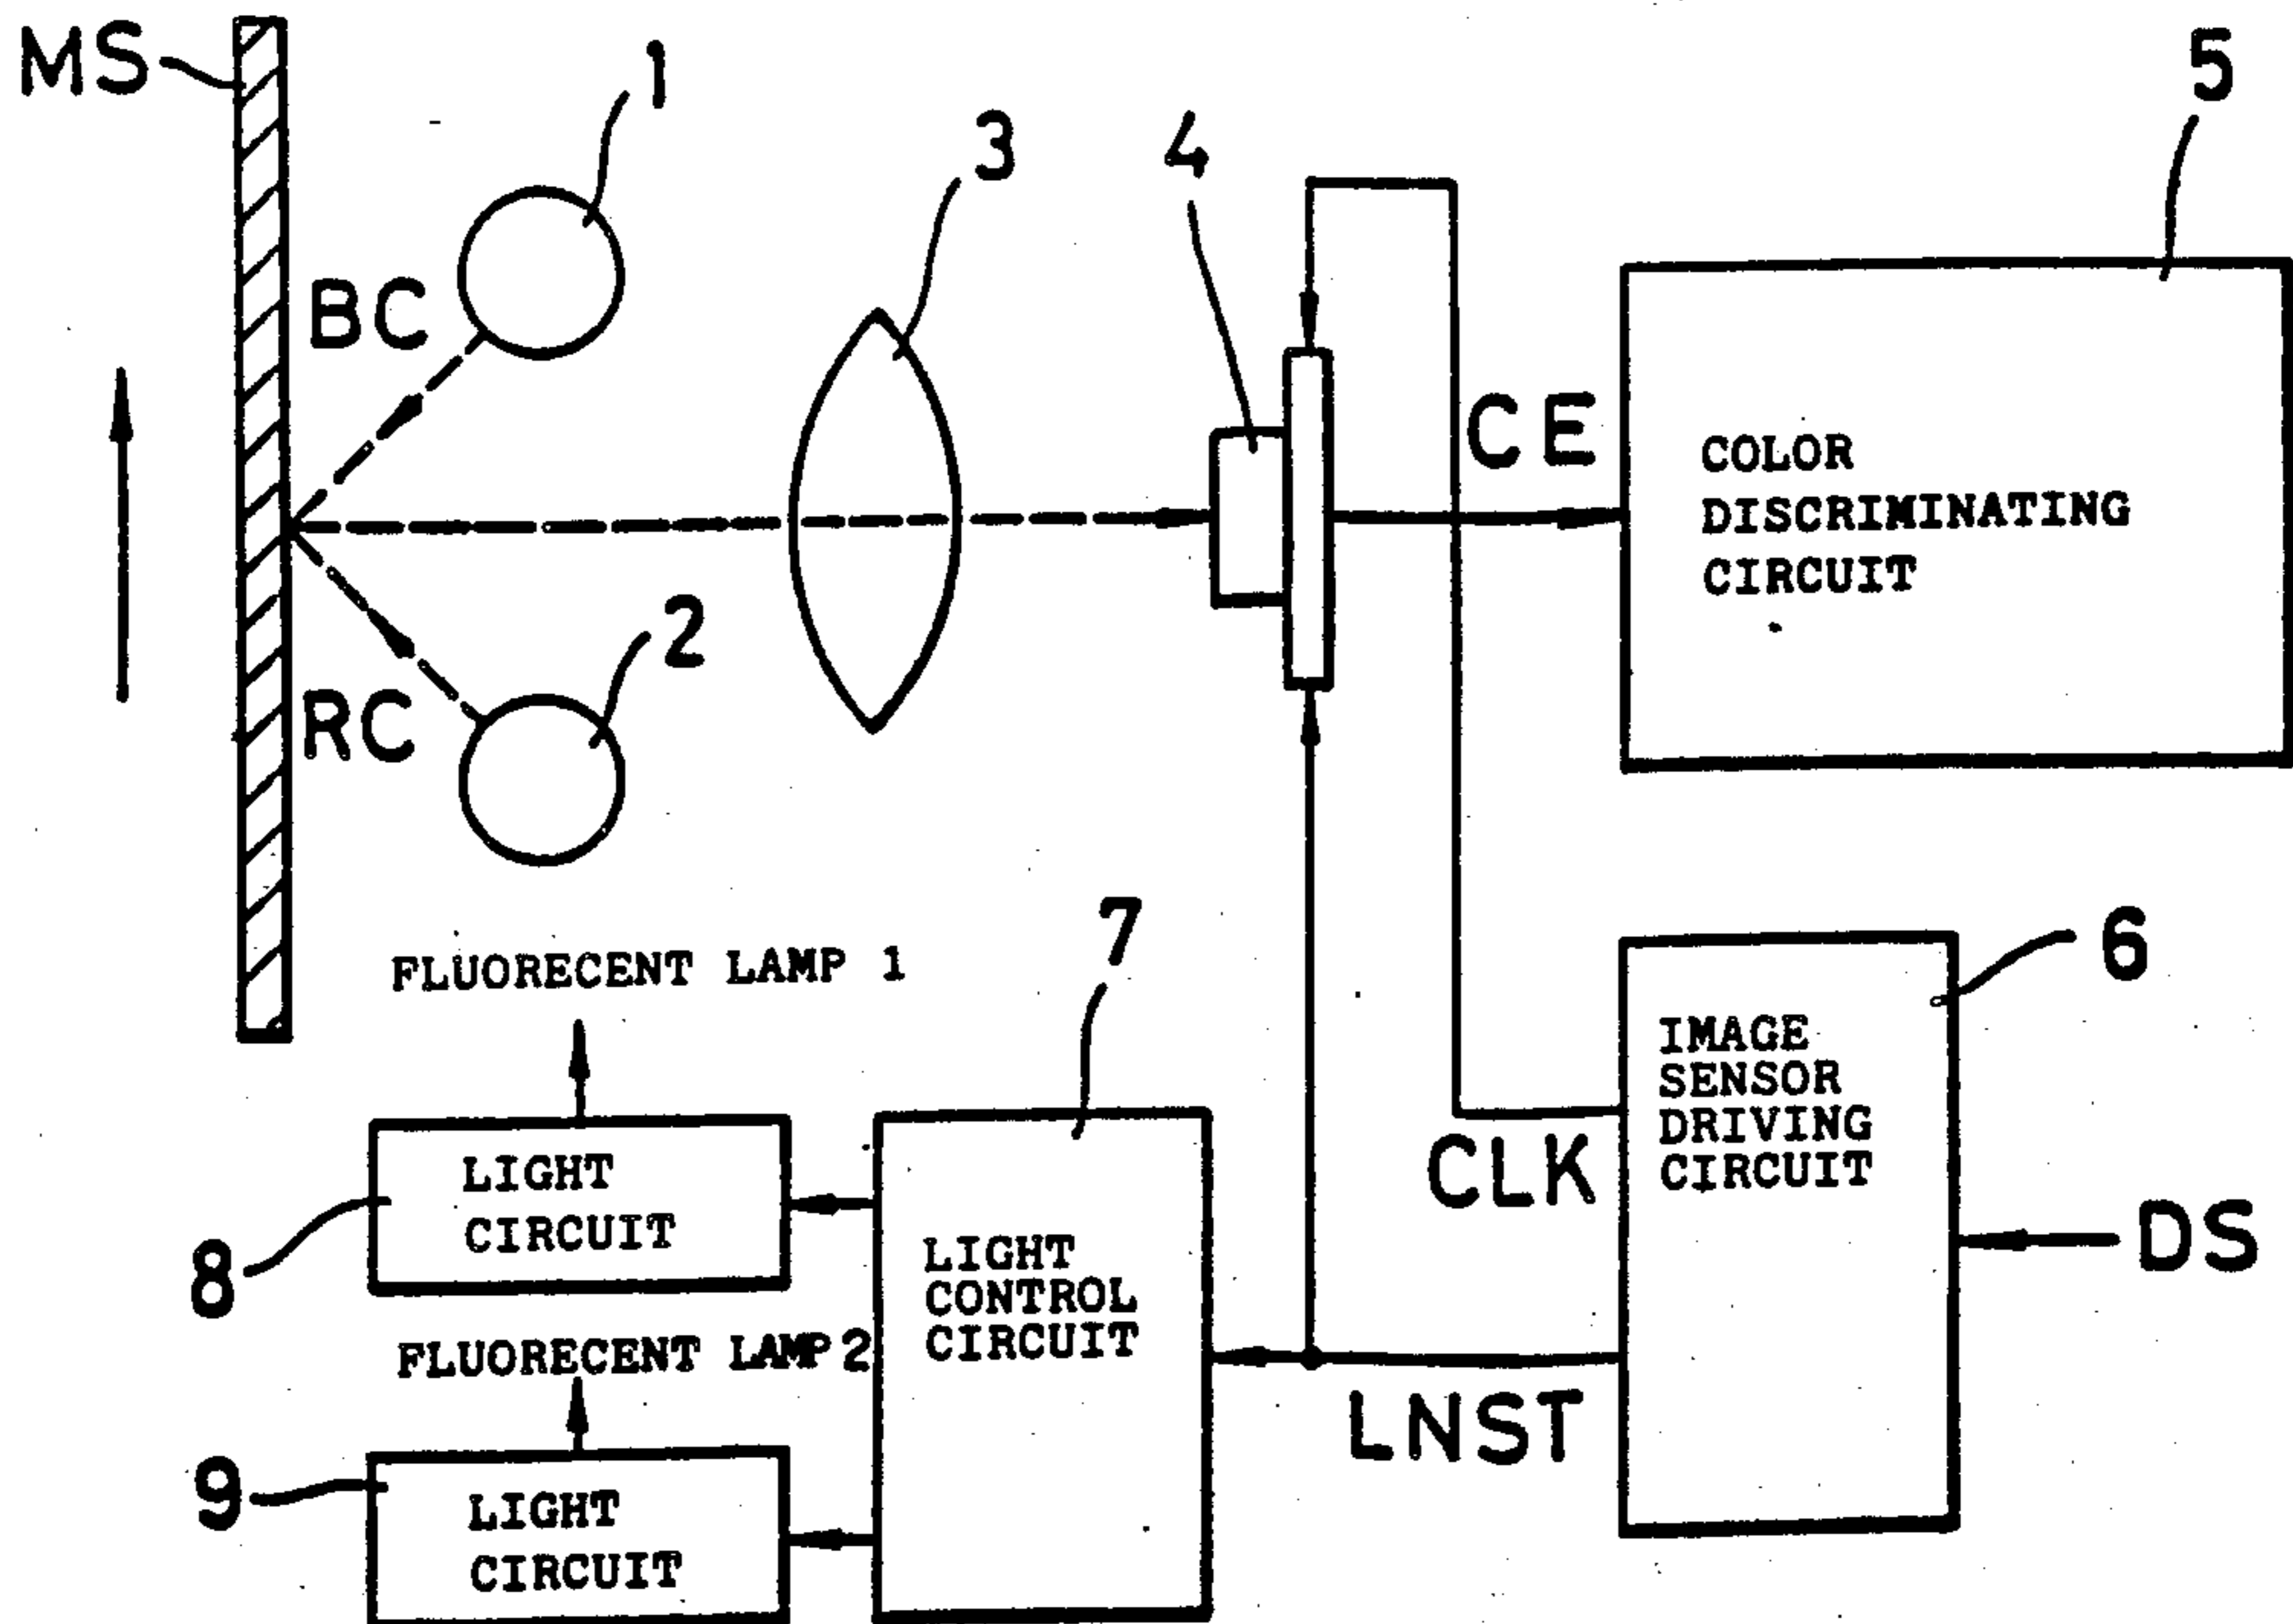 MS
1
3
4
5
BC
CE
COLOR
DISCRIMINATING
CIRCUIT
2
RC
7
6
FLUORECENT LAMP 1
IMAGE
SENSOR
DRIVING
CIRCUIT
LIGHT
CIRCUIT
CLK
8
LIGHT
CONTROL
CIRCUIT
DS
FLUORECENT LAMP 2
LNST
9
LIGHT
CIRCUIT